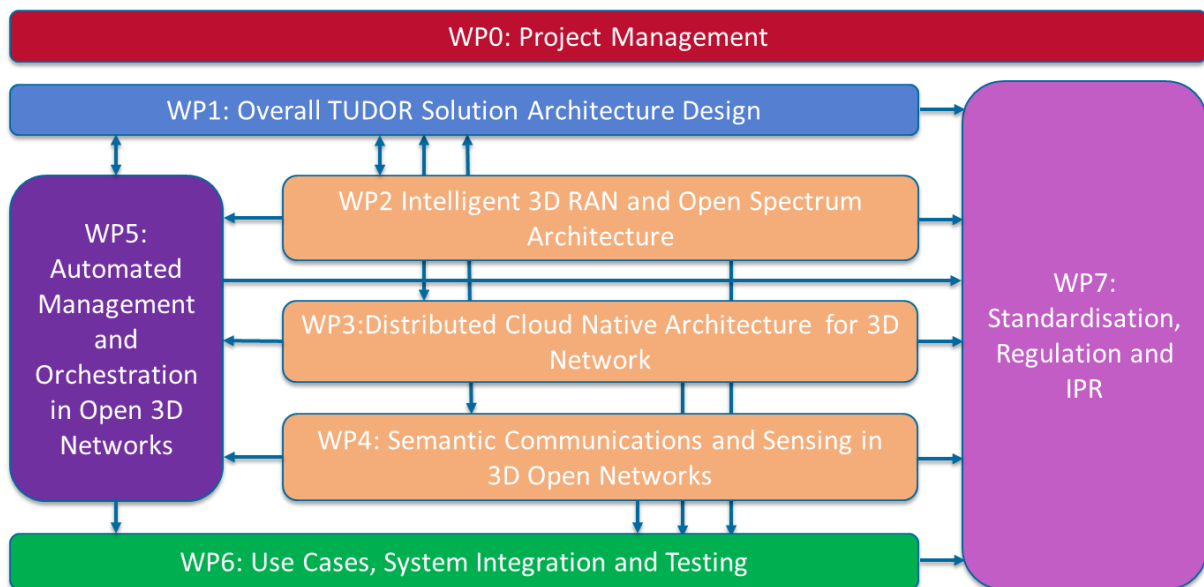 WP0: Project Management
WP1: Overall TUDOR Solution Architecture Design
WP2 Intelligent 3D RAN and Open Spectrum
Architecture
WP5:
Automated
Management
and
Orchestration
in Open 3D
Networks
WP3:Distributed Cloud Native Architecture for 3D
Network
WP4: Semantic Communications and Sensing in
3D Open Networks
WP7:
Standardisation,
Regulation and
IPR
WP6: Use Cases, System Integration and Testing